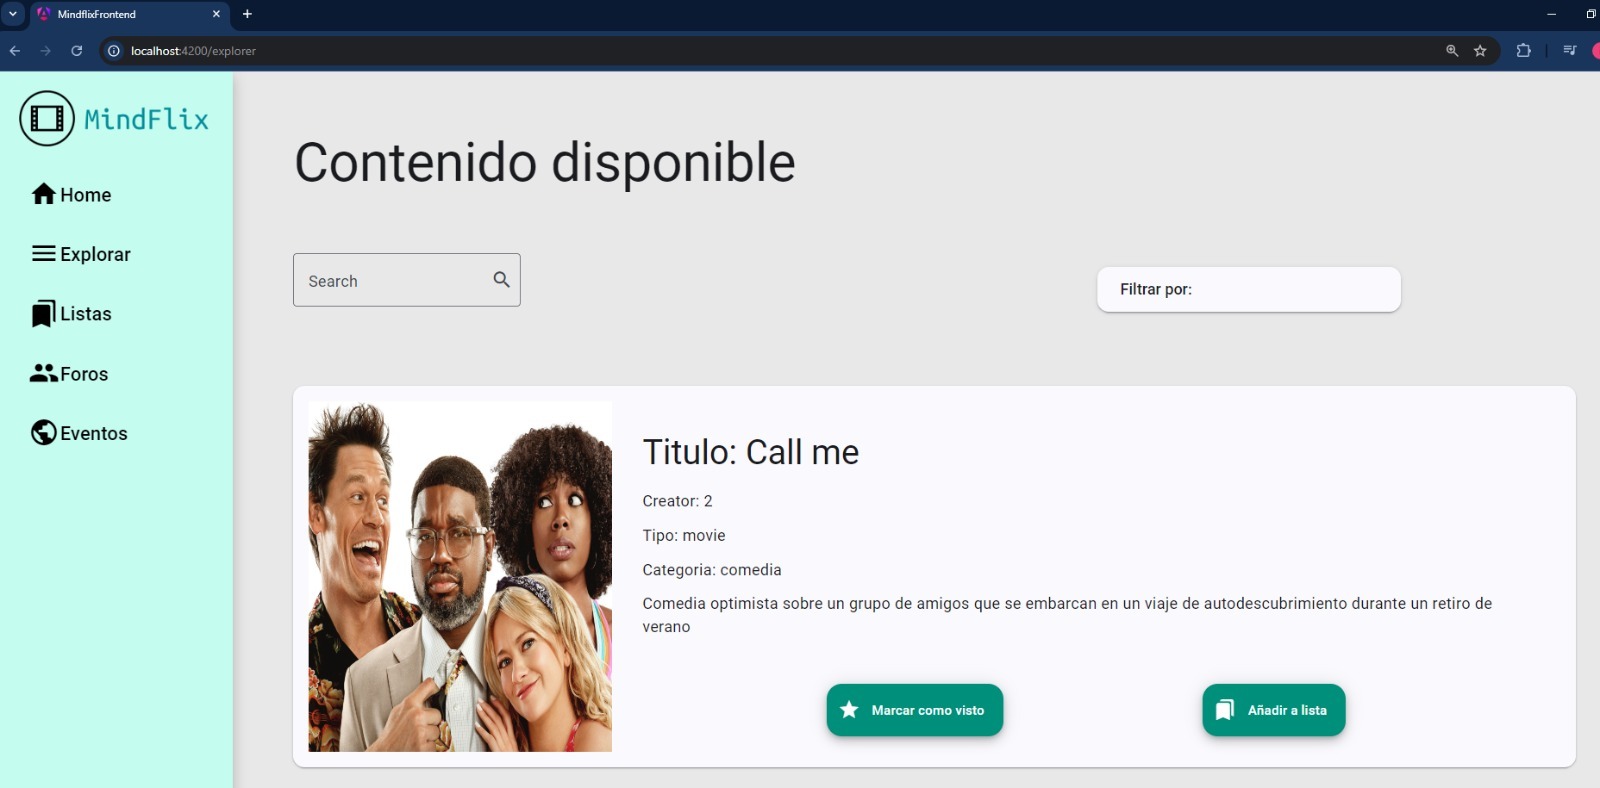 MindflixFrontend
localhost:4200/explorer
MindFlix
Home
Explorar
Listas
Foros
Eventos
Contenido disponible
Search
Filtrar por:
Titulo: Call me
Creator: 2
Tipo: movie
Categoria: comedia
Comedia optimista sobre un grupo de amigos que se embarcan en un viaje de autodescubrimiento durante un retiro de
verano
Marcar como visto
Añadir a lista